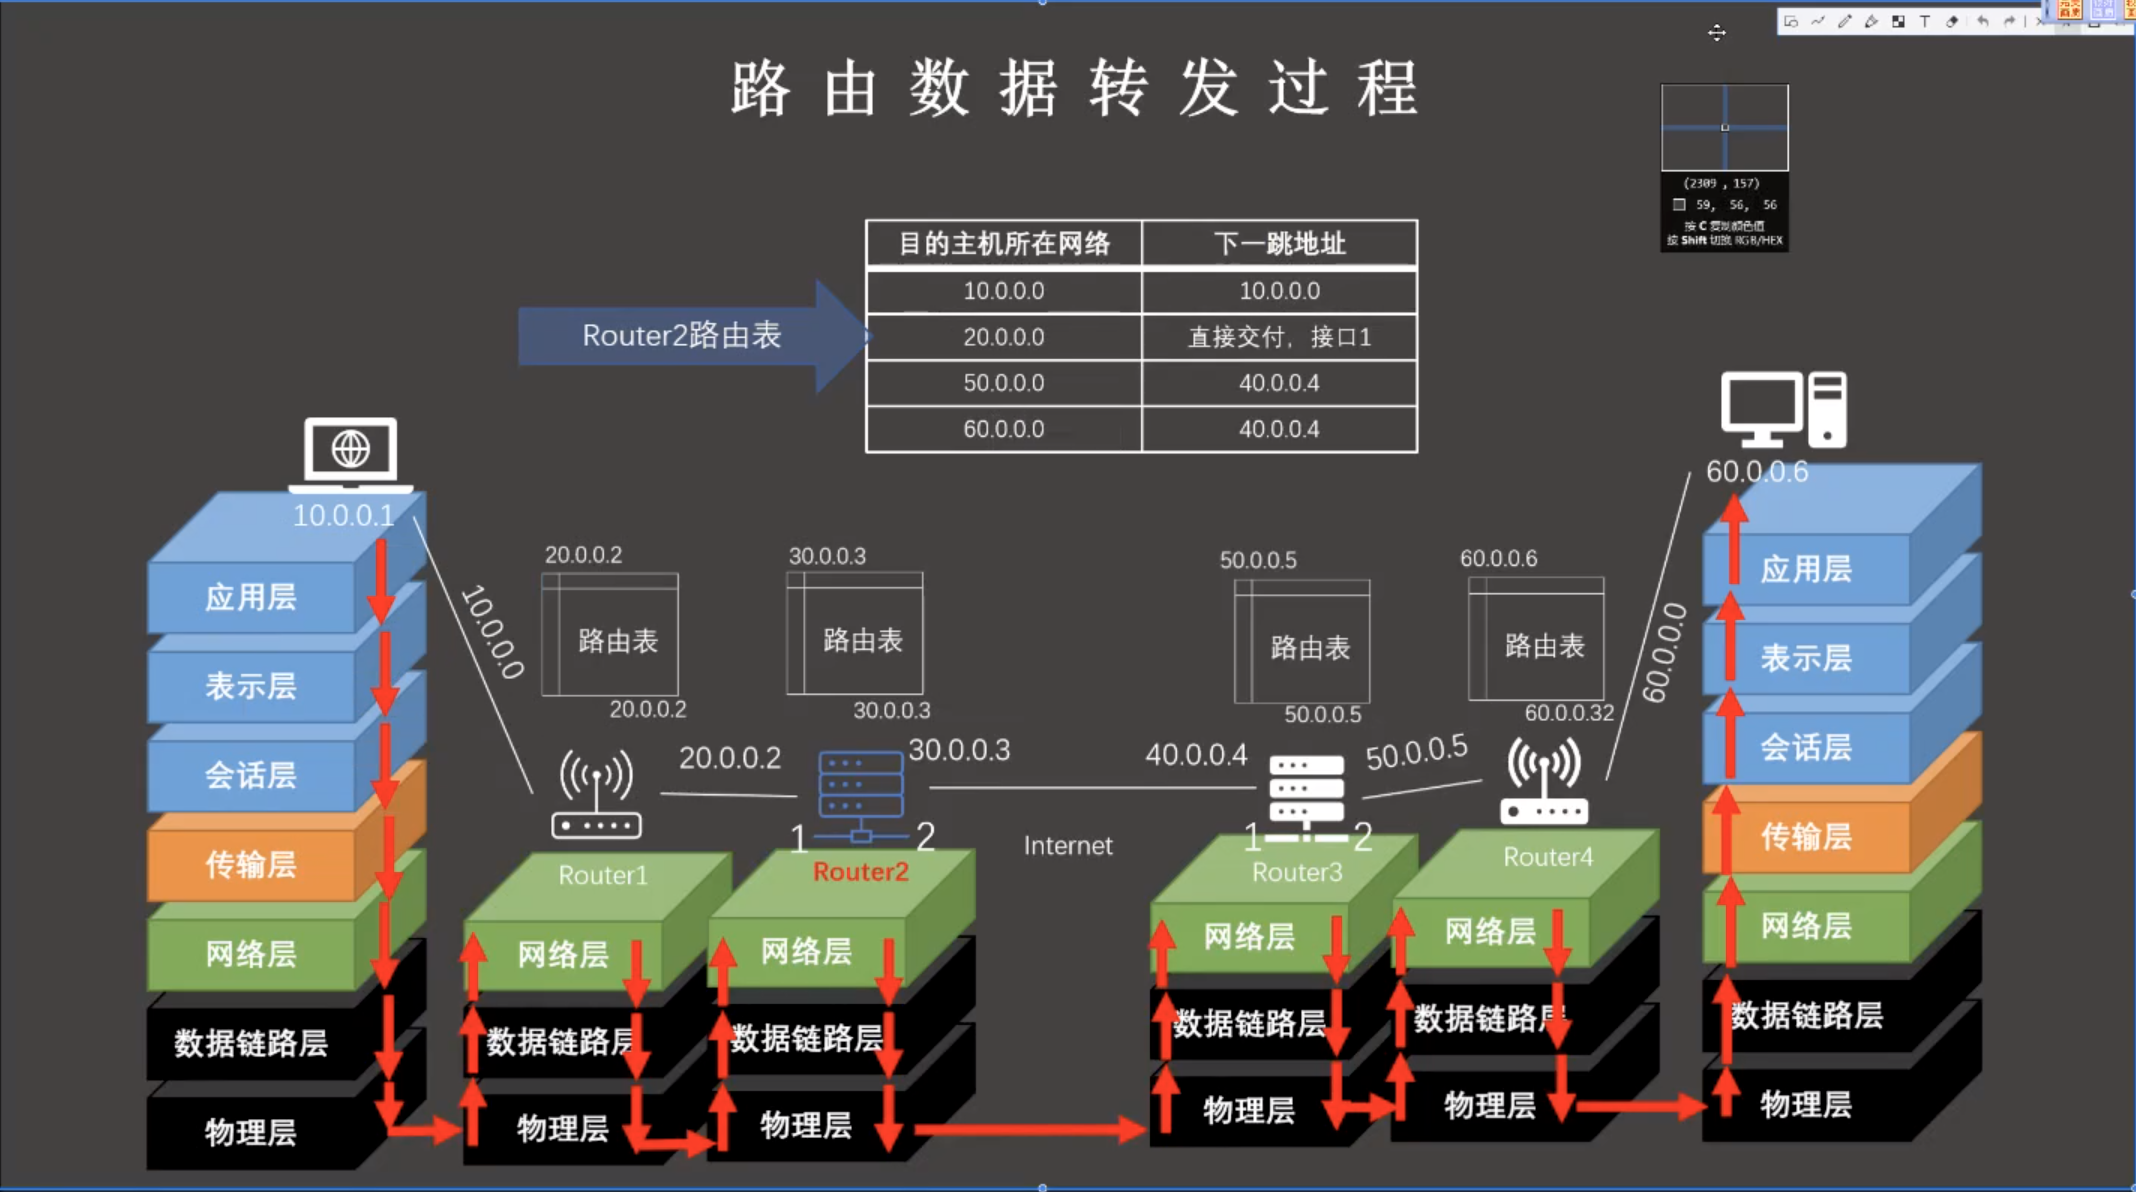 路由数据转发过程
(2309 , 157)
59, 56, 56
按 C 复制颜色值
按 Shift 切换 RGB/HEX
Router2路由表
目的主机所在网络 下一跳地址
10.0.0.0 10.0.0.0
20.0.0.0 直接交付，接口1
50.0.0.0 40.0.0.4
60.0.0.0 40.0.0.4
10.0.0.1
应用层
表示层
会话层
传输层
网络层
数据链路层
物理层
10.0.0.0
20.0.0.2
路由表
20.0.0.2
20.0.0.2
Router1
网络层
数据链路层
物理层
30.0.0.3
路由表
30.0.0.3
30.0.0.3
1 2
Router2
网络层
数据链路层
物理层
Internet
50.0.0.5
路由表
50.0.0.5
40.0.0.4
50.0.0.5
1 2
Router3
网络层
数据链路层
物理层
60.0.0.6
路由表
60.0.0.32
Router4
网络层
数据链路层
物理层
60.0.0.0
60.0.0.6
应用层
表示层
会话层
传输层
网络层
数据链路层
物理层